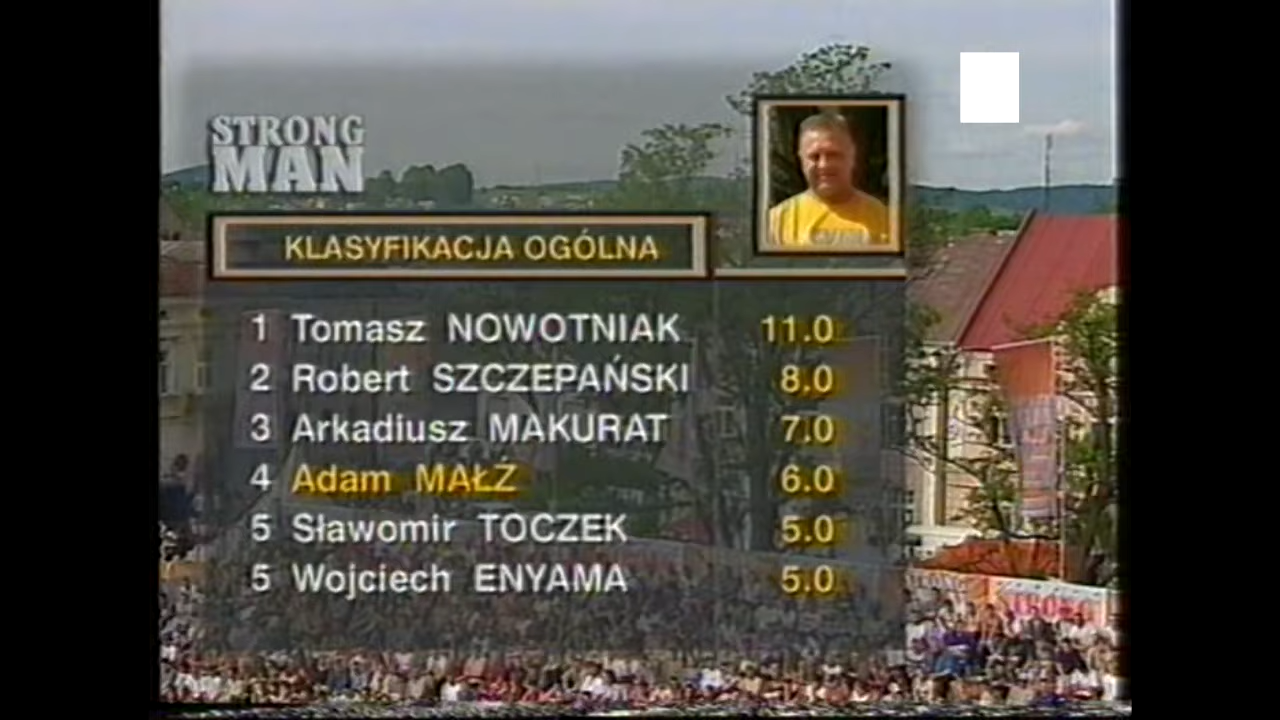 STRONG
MAN
KLASYFIKACJA OGÓLNA
1 Tomasz NOWOTNIAK 11.0
2 Robert SZCZEPAŃSKI 8.0
3 Arkadiusz MAKURAT 7.0
4 Adam MAŁŹ 6.0
5 Sławomir TOCZEK 5.0
5 Wojciech ENYAMA 5.0